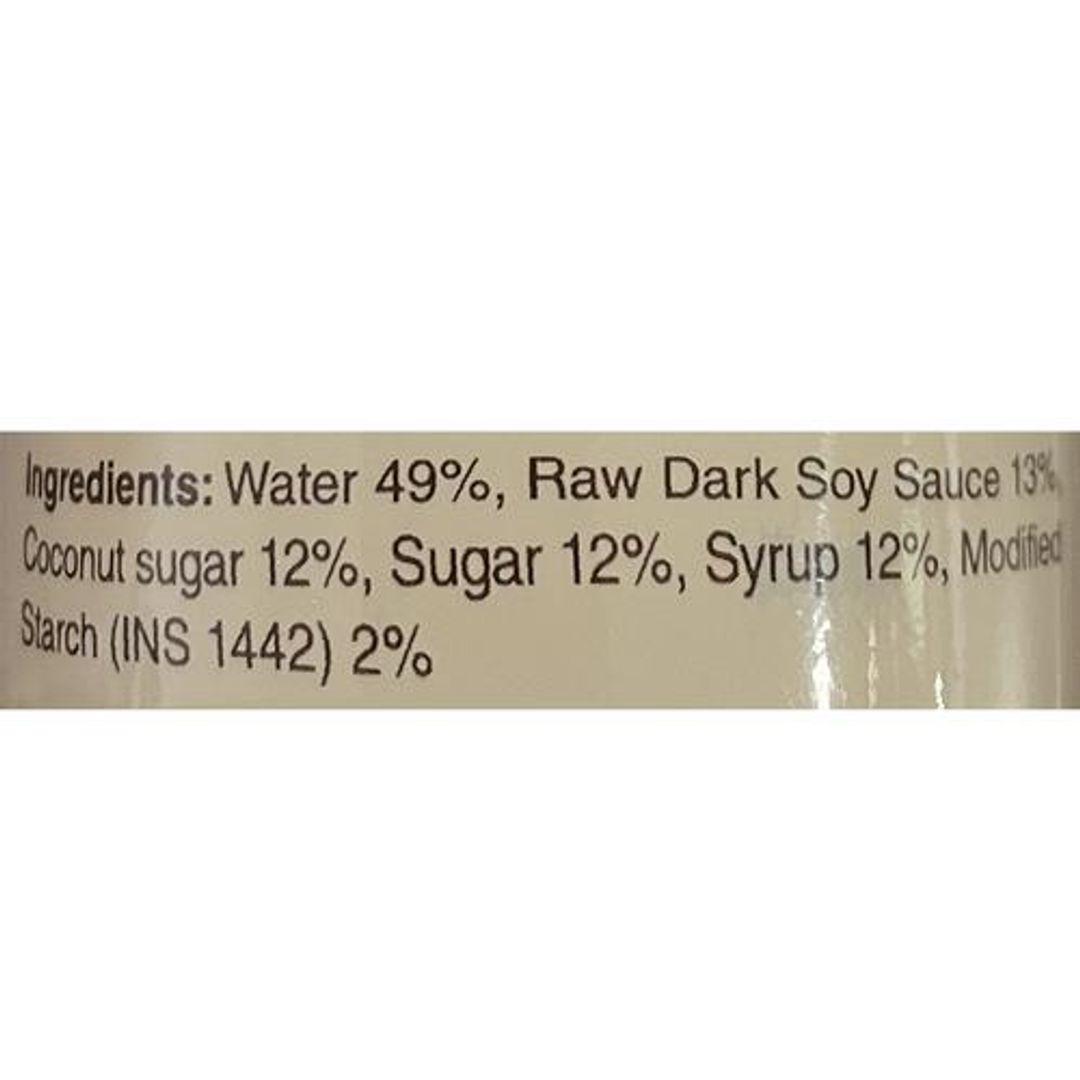 Ingredients: Water 49%, Raw Dark Soy Sauce 13%,
Coconut sugar 12%, Sugar 12%, Syrup 12%, Modified
Starch (INS 1442) 2%